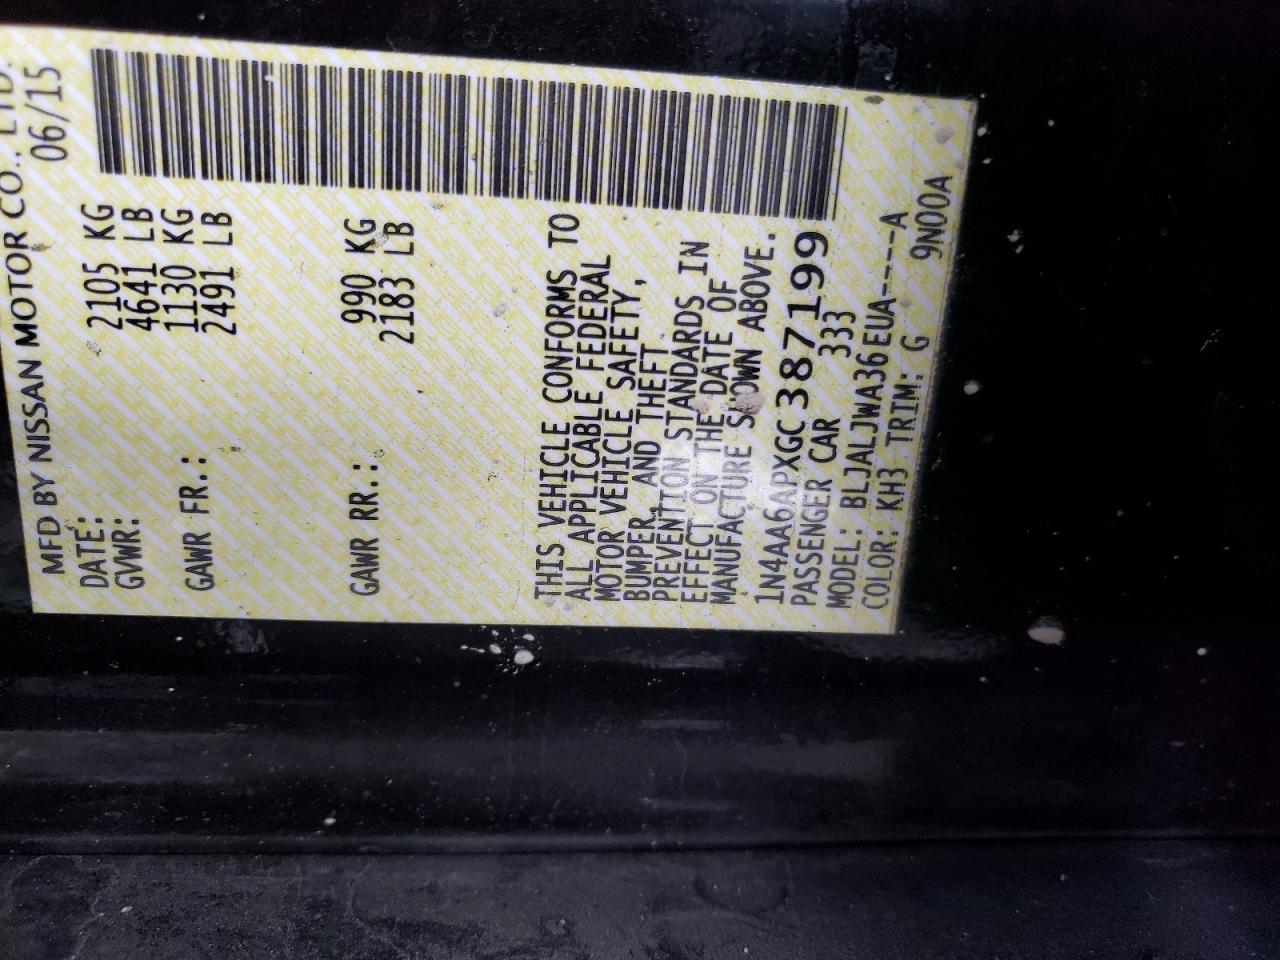 MFD BY NISSAN MOTOR CO., LTD.
DATE: 06/15
GVWR: 2105 KG
4641 LB
GAWR FR.: 1130 KG
2491 LB
GAWR RR.: 990 KG
2183 LB
THIS VEHICLE CONFORMS TO
ALL APPLICABLE FEDERAL
MOTOR VEHICLE SAFETY,
BUMPER, AND THEFT
PREVENTION STANDARDS IN
EFFECT ON THE DATE OF
MANUFACTURE SHOWN ABOVE.
1N4AA6APXGC387199
PASSENGER CAR 333
MODEL: BLJALJWA36EUA----A
COLOR: KH3 TRIM: G 9N00A